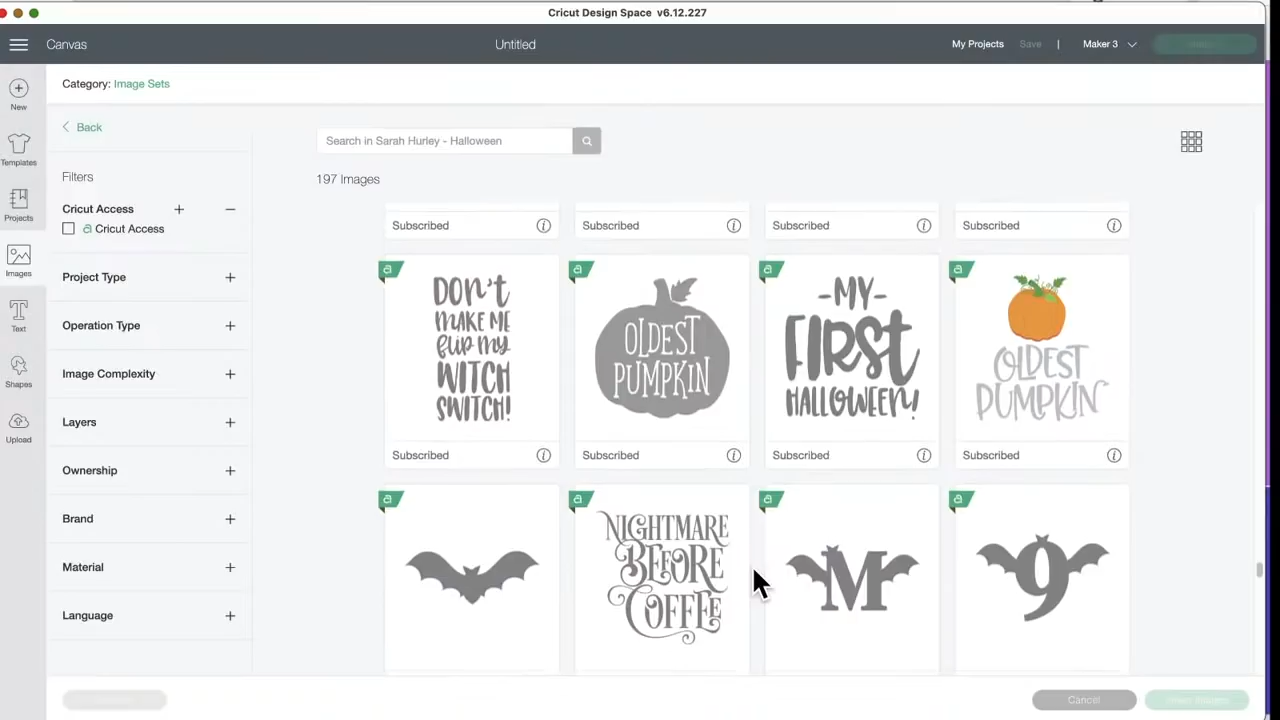 Cricut Design Space v6.12.227
Canvas
Untitled
My Projects
Save
|
Maker 3
New
Templates
Projects
Images
Text
Shapes
Upload
Category: Image Sets
Back
Filters
Cricut Access
a Cricut Access
Project Type
Operation Type
Image Complexity
Layers
Ownership
Brand
Material
Language
Search in Sarah Hurley - Halloween
197 Images
Subscribed
Subscribed
Subscribed
Subscribed
a
DON't
MAKE ME
FLIP MY
WITCH
SWITCH!
Subscribed
a
OLDEST
PUMPKIN
Subscribed
a
-MY-
FIRST
HALLOWEEN!
Subscribed
a
OLDEST
PUMPKIN
Subscribed
a
a
NIGHTMARE
BEFORE
COFFEE
a
M
a
9
Cancel